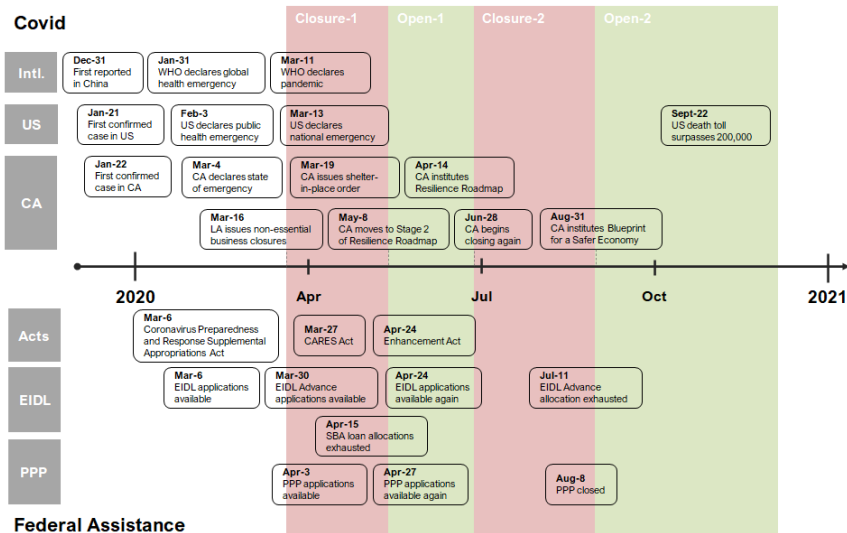 Covid
Closure-1
Open-1
Closure-2
Open-2
Intl.
Dec-31
First reported
in China
Jan-31
WHO declares global
health emergency
Mar-11
WHO declares
pandemic
US
Jan-21
First confirmed
case in US
Feb-3
US declares public
health emergency
Mar-13
US declares
national emergency
Sept-22
US death toll
surpasses 200,000
CA
Jan-22
First confirmed
case in CA
Mar-4
CA declares state
of emergency
Mar-19
CA issues shelter-
in-place order
Apr-14
CA institutes
Resilience Roadmap
Mar-16
LA issues non-essential
business closures
May-8
CA moves to Stage 2
of Resilience Roadmap
Jun-28
CA begins
closing again
Aug-31
CA institutes Blueprint
for a Safer Economy
2020
Apr
Jul
Oct
2021
Acts
Mar-6
Coronavirus Preparedness
and Response Supplemental
Appropriations Act
Mar-27
CARES Act
Apr-24
Enhancement Act
EIDL
Mar-6
EIDL applications
available
Mar-30
EIDL Advance
applications available
Apr-24
EIDL applications
available again
Jul-11
EIDL Advance
allocation exhausted
Apr-15
SBA loan allocations
exhausted
PPP
Apr-3
PPP applications
available
Apr-27
PPP applications
available again
Aug-8
PPP closed
Federal Assistance